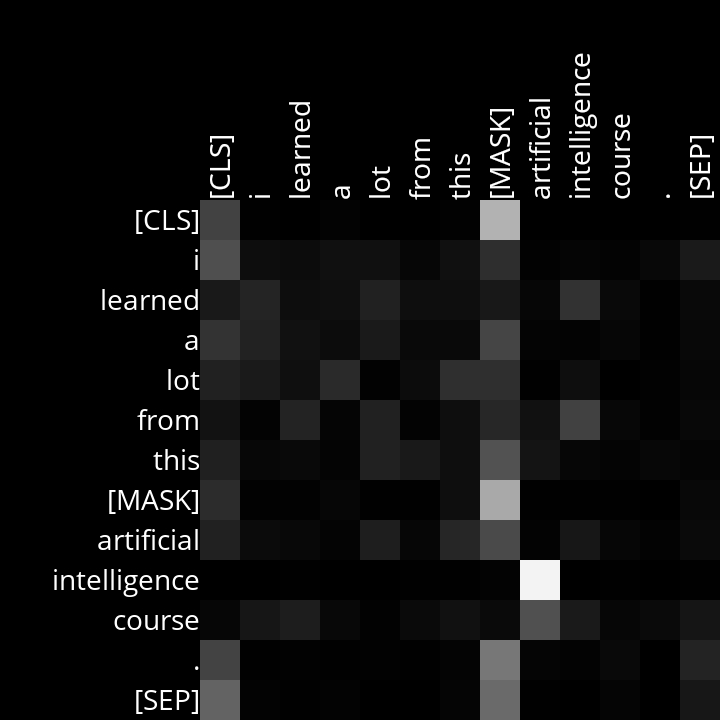 [CLS] i learned a lot from this [MASK] artificial intelligence course . [SEP]
[CLS]
i
learned
a
lot
from
this
[MASK]
artificial
intelligence
course
.
[SEP]